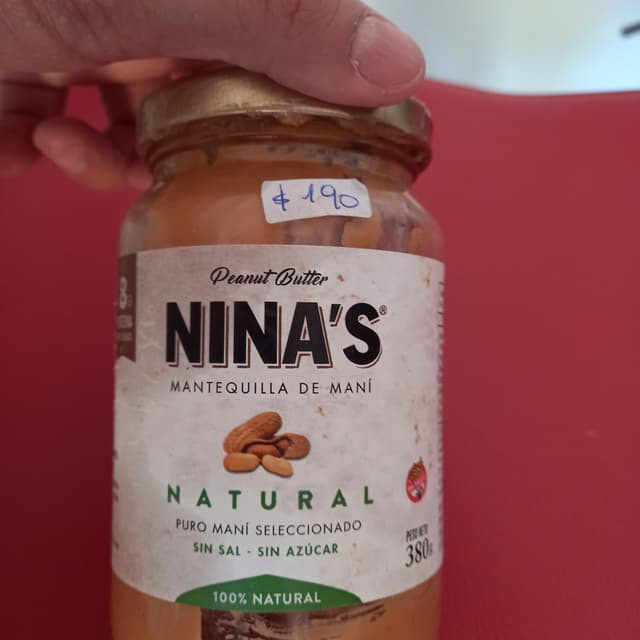 $ 190
Peanut Butter
NINA'S®
MANTEQUILLA DE MANÍ
NATURAL
PURO MANÍ SELECCIONADO
SIN SAL - SIN AZÚCAR
PESO NETO
380g
100% NATURAL
8